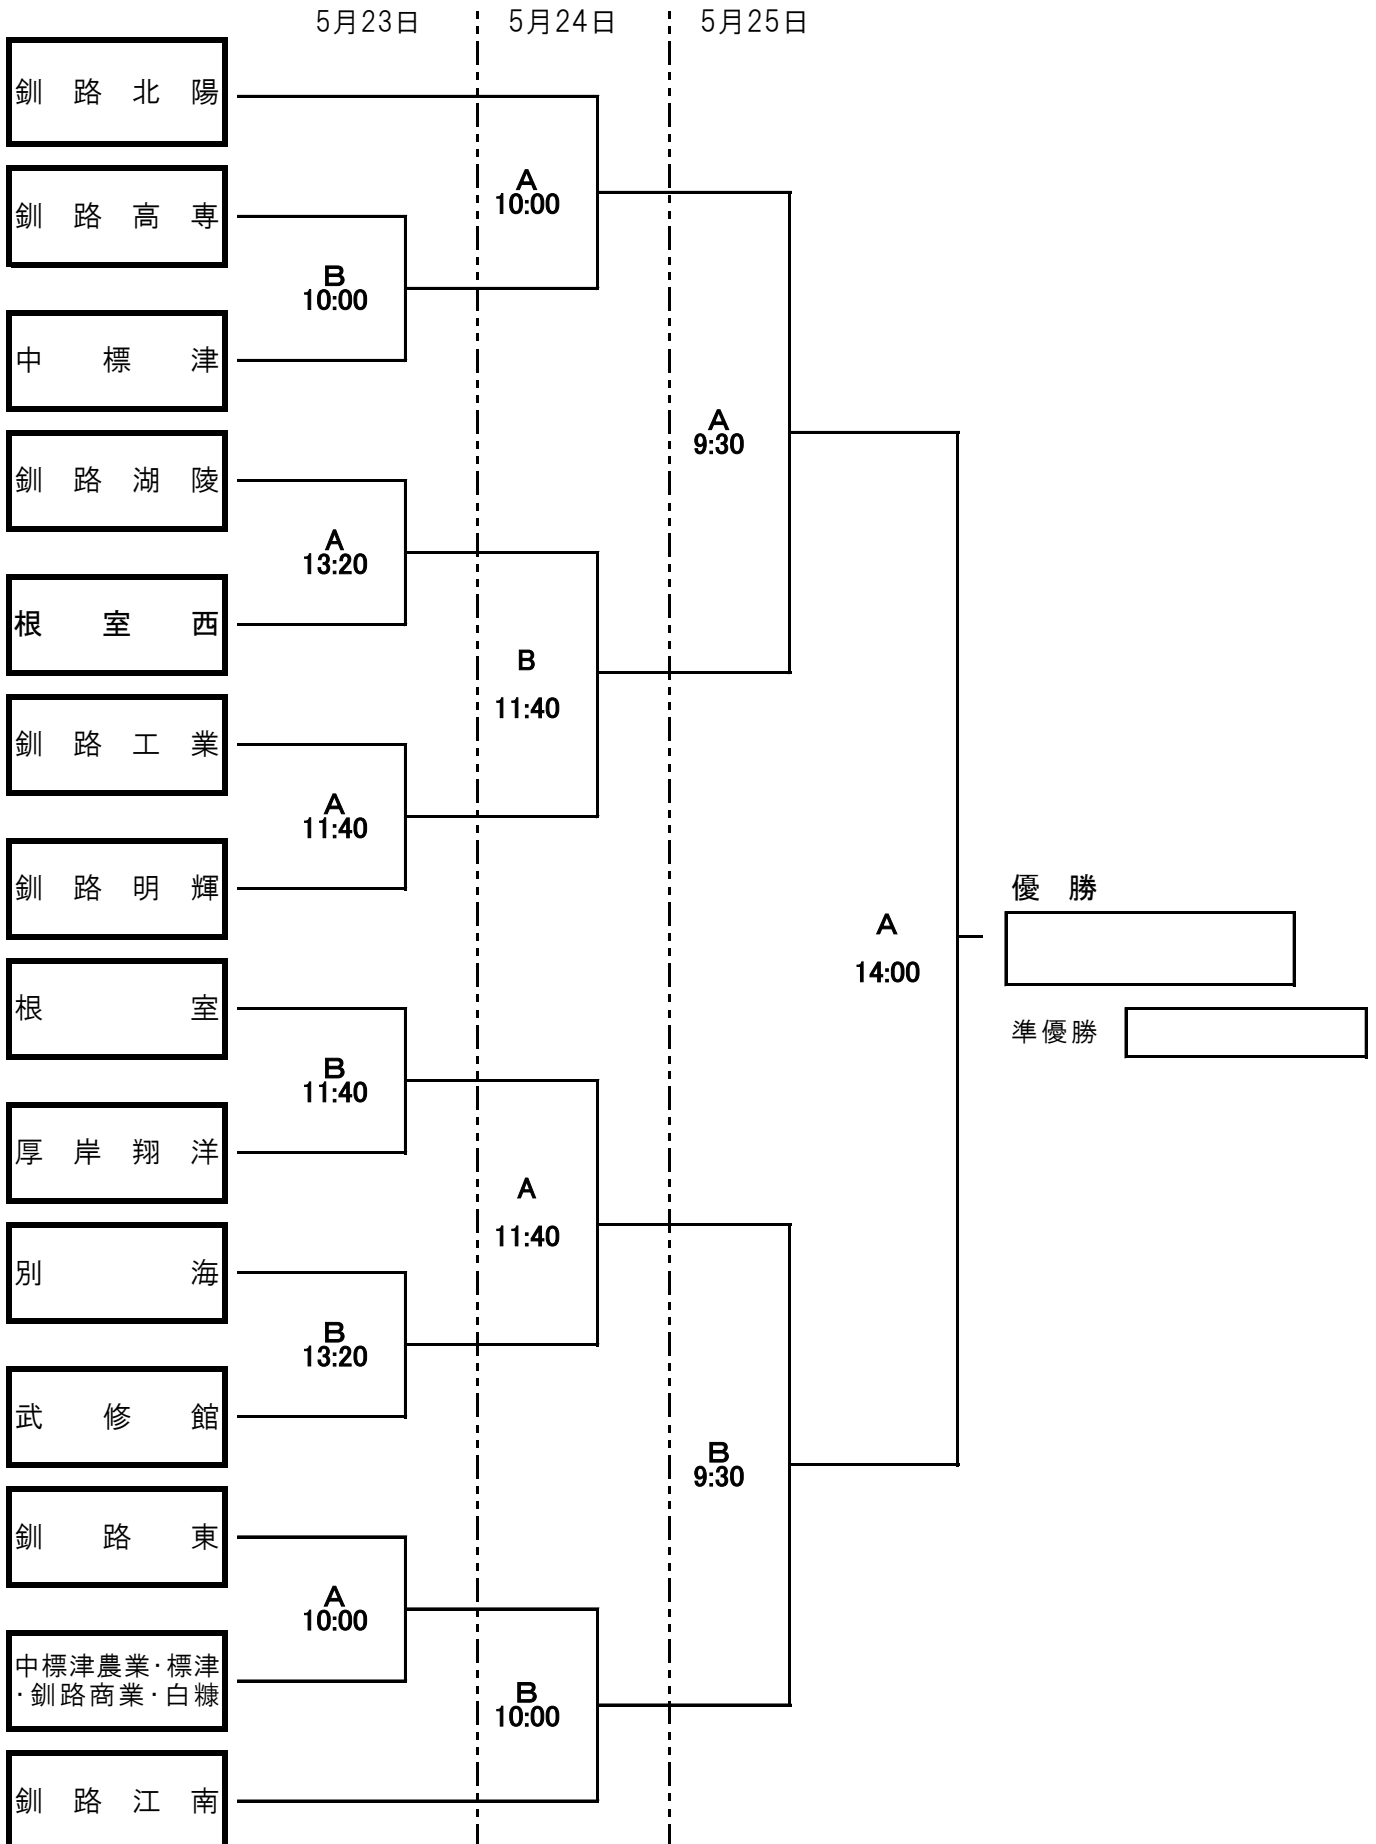 5月23日 5月24日 5月25日
釧路北陽
A
10:00
釧路高専
B
10:00
中標津
A
9:30
釧路湖陵
A
13:20
根室西
B
11:40
釧路工業
A
11:40
釧路明輝
優勝
A
14:00
根室
準優勝
B
11:40
厚岸翔洋
A
11:40
別海
B
13:20
武修館
B
9:30
釧路東
A
10:00
中標津農業・標津
・釧路商業・白糠
B
10:00
釧路江南